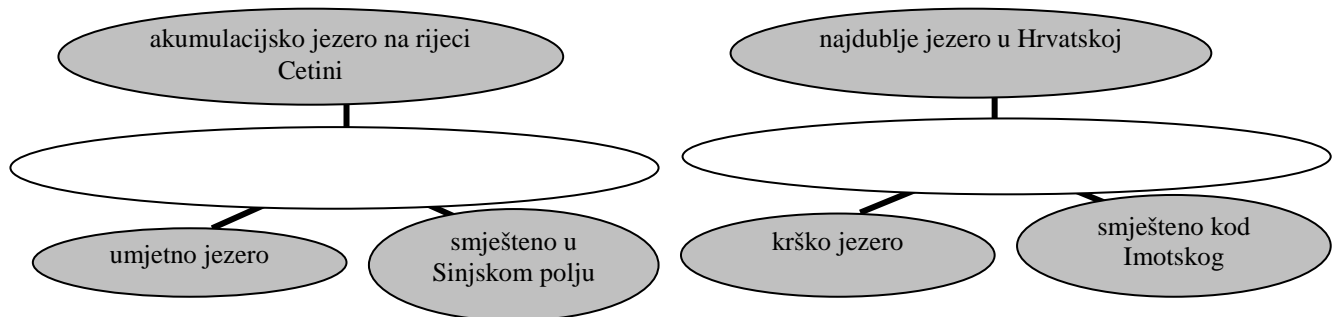 akumulacijsko jezero na rijeci
Cetini
umjetno jezero
smješteno u
Sinjskom polju
najdublje jezero u Hrvatskoj
krško jezero
smješteno kod
Imotskog